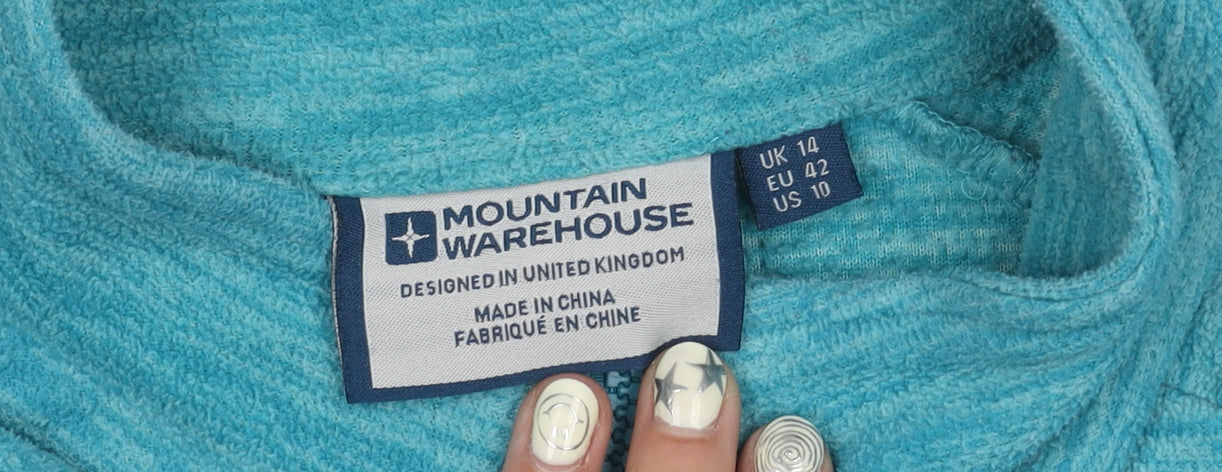 MOUNTAIN
WAREHOUSE
DESIGNED IN UNITED KINGDOM
MADE IN CHINA
FABRIQUÉ EN CHINE
UK 14
EU 42
US 10